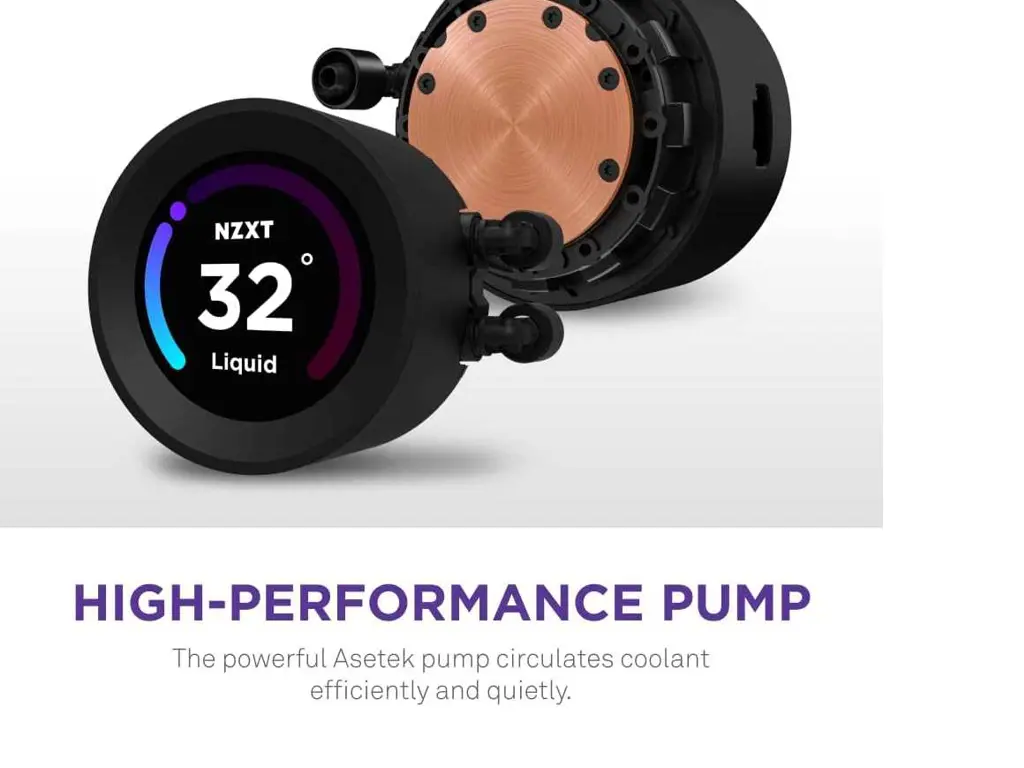 NZXT
32°
Liquid
HIGH-PERFORMANCE PUMP
The powerful Asetek pump circulates coolant
efficiently and quietly.